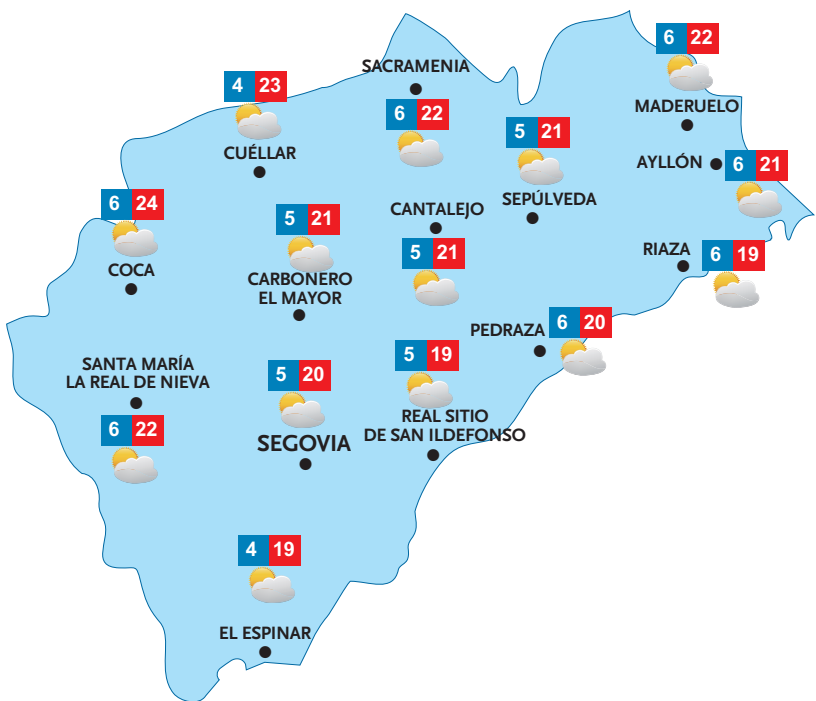 6 22
MADERUELO
SACRAMENIA
6 22
4 23
CUÉLLAR
5 21
SEPÚLVEDA
AYLLÓN
6 21
6 24
COCA
5 21
CARBONERO
EL MAYOR
CANTALEJO
5 21
RIAZA
6 19
PEDRAZA
6 20
SANTA MARÍA
LA REAL DE NIEVA
6 22
5 20
SEGOVIA
5 19
REAL SITIO
DE SAN ILDEFONSO
4 19
EL ESPINAR